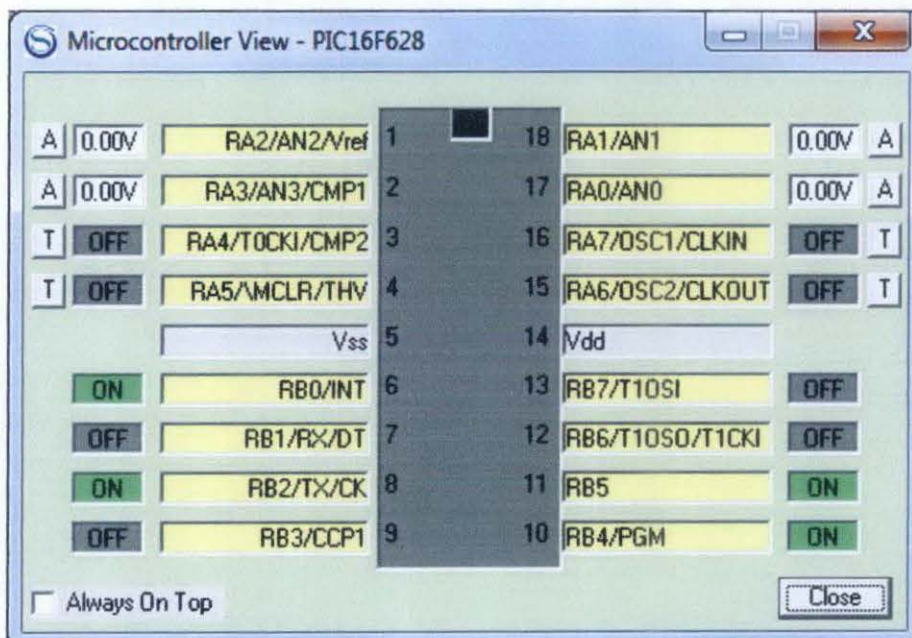 Microcontroller View - PIC16F628
A 0.00V RA2/AN2/Vref 1 18 RA1/AN1 0.00V A
A 0.00V RA3/AN3/CMP1 2 17 RA0/AN0 0.00V A
T OFF RA4/T0CKI/CMP2 3 16 RA7/OSC1/CLKIN OFF T
T OFF RA5/\MCLR/THV 4 15 RA6/OSC2/CLKOUT OFF T
Vss 5 14 Vdd
ON RB0/INT 6 13 RB7/T1OSI OFF
OFF RB1/RX/DT 7 12 RB6/T1OSO/T1CKI OFF
ON RB2/TX/CK 8 11 RB5 ON
OFF RB3/CCP1 9 10 RB4/PGM ON
Always On Top Close